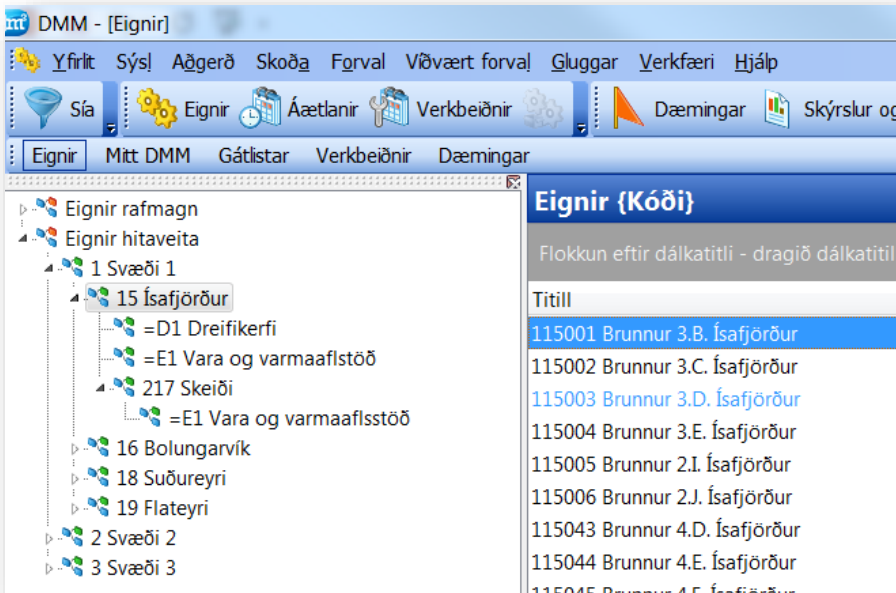 DMM - [Eignir]
Yfirlit Sýsl Aðgerð Skoða Forval Víðvært forval Gluggar Verkfæri Hjálp
Sía Eignir Áætlanir Verkbeiðnir Dæmingar Skýrslur og
Eignir Mitt DMM Gátlistar Verkbeiðnir Dæmingar
Eignir rafmagn
Eignir hitaveita
1 Svæði 1
15 Ísafjörður
=D1 Dreifikerfi
=E1 Vara og varmaaflstöð
217 Skeiði
=E1 Vara og varmaaflsstöð
16 Bolungarvík
18 Suðureyri
19 Flateyri
2 Svæði 2
3 Svæði 3
Eignir {Kóði}
Flokkun eftir dálkatitli - dragið dálkatitil
Titill
115001 Brunnur 3.B. Ísafjörður
115002 Brunnur 3.C. Ísafjörður
115003 Brunnur 3.D. Ísafjörður
115004 Brunnur 3.E. Ísafjörður
115005 Brunnur 2.I. Ísafjörður
115006 Brunnur 2.J. Ísafjörður
115043 Brunnur 4.D. Ísafjörður
115044 Brunnur 4.E. Ísafjörður
115045 Brunnur 4.F. Ísafjörður